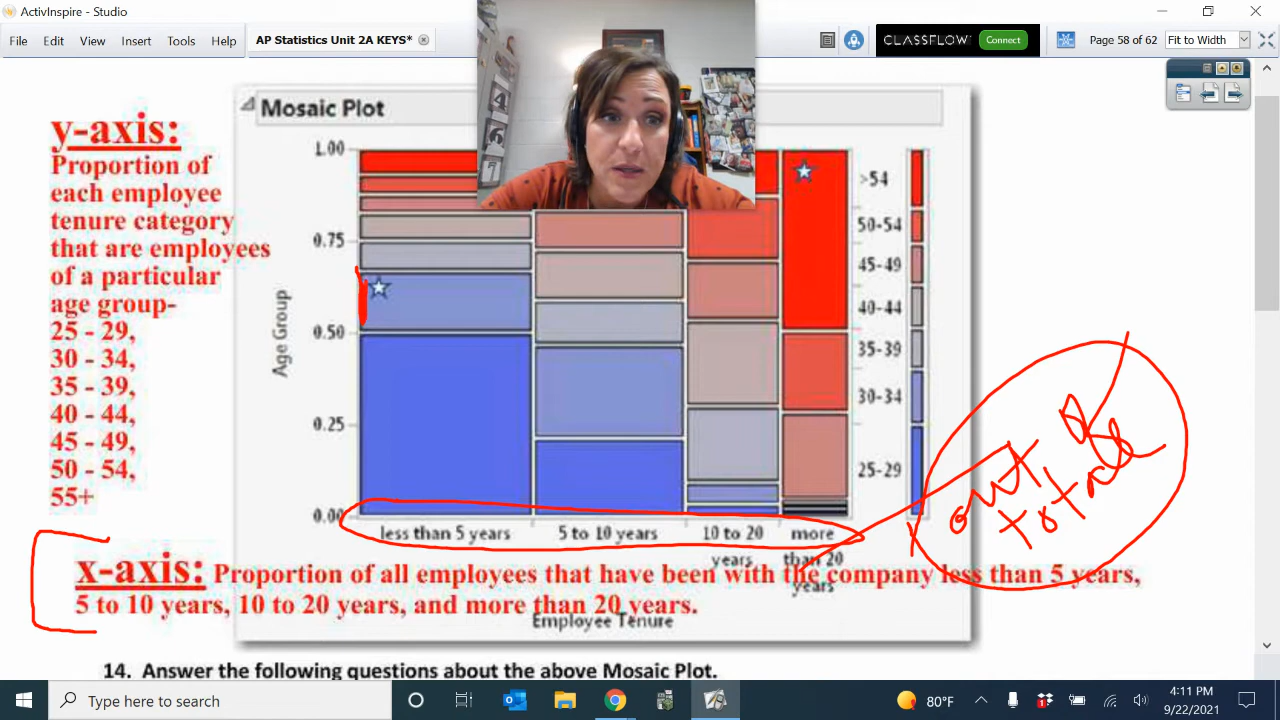 ActivInspire - Studio
File Edit View Insert Tools Help AP Statistics Unit 2A KEYS* CLASSFLOW Connect Page 58 of 62 Fit to Width
y-axis:
Proportion of
each employee
tenure category
that are employees
of a particular
age group-
25 - 29,
30 - 34,
35 - 39,
40 - 44,
45 - 49,
50 - 54,
55+
Mosaic Plot
Age Group
1.00
0.75
0.50
0.25
0.00
>54
50-54
45-49
40-44
35-39
30-34
25-29
4
6
7
less than 5 years
5 to 10 years
10 to 20
years
more
than 20
years
Employee Tenure
out of
total
x-axis: Proportion of all employees that have been with the company less than 5 years,
5 to 10 years, 10 to 20 years, and more than 20 years.
14. Answer the following questions about the above Mosaic Plot.
Type here to search
1
80°F
4:11 PM
9/22/2021